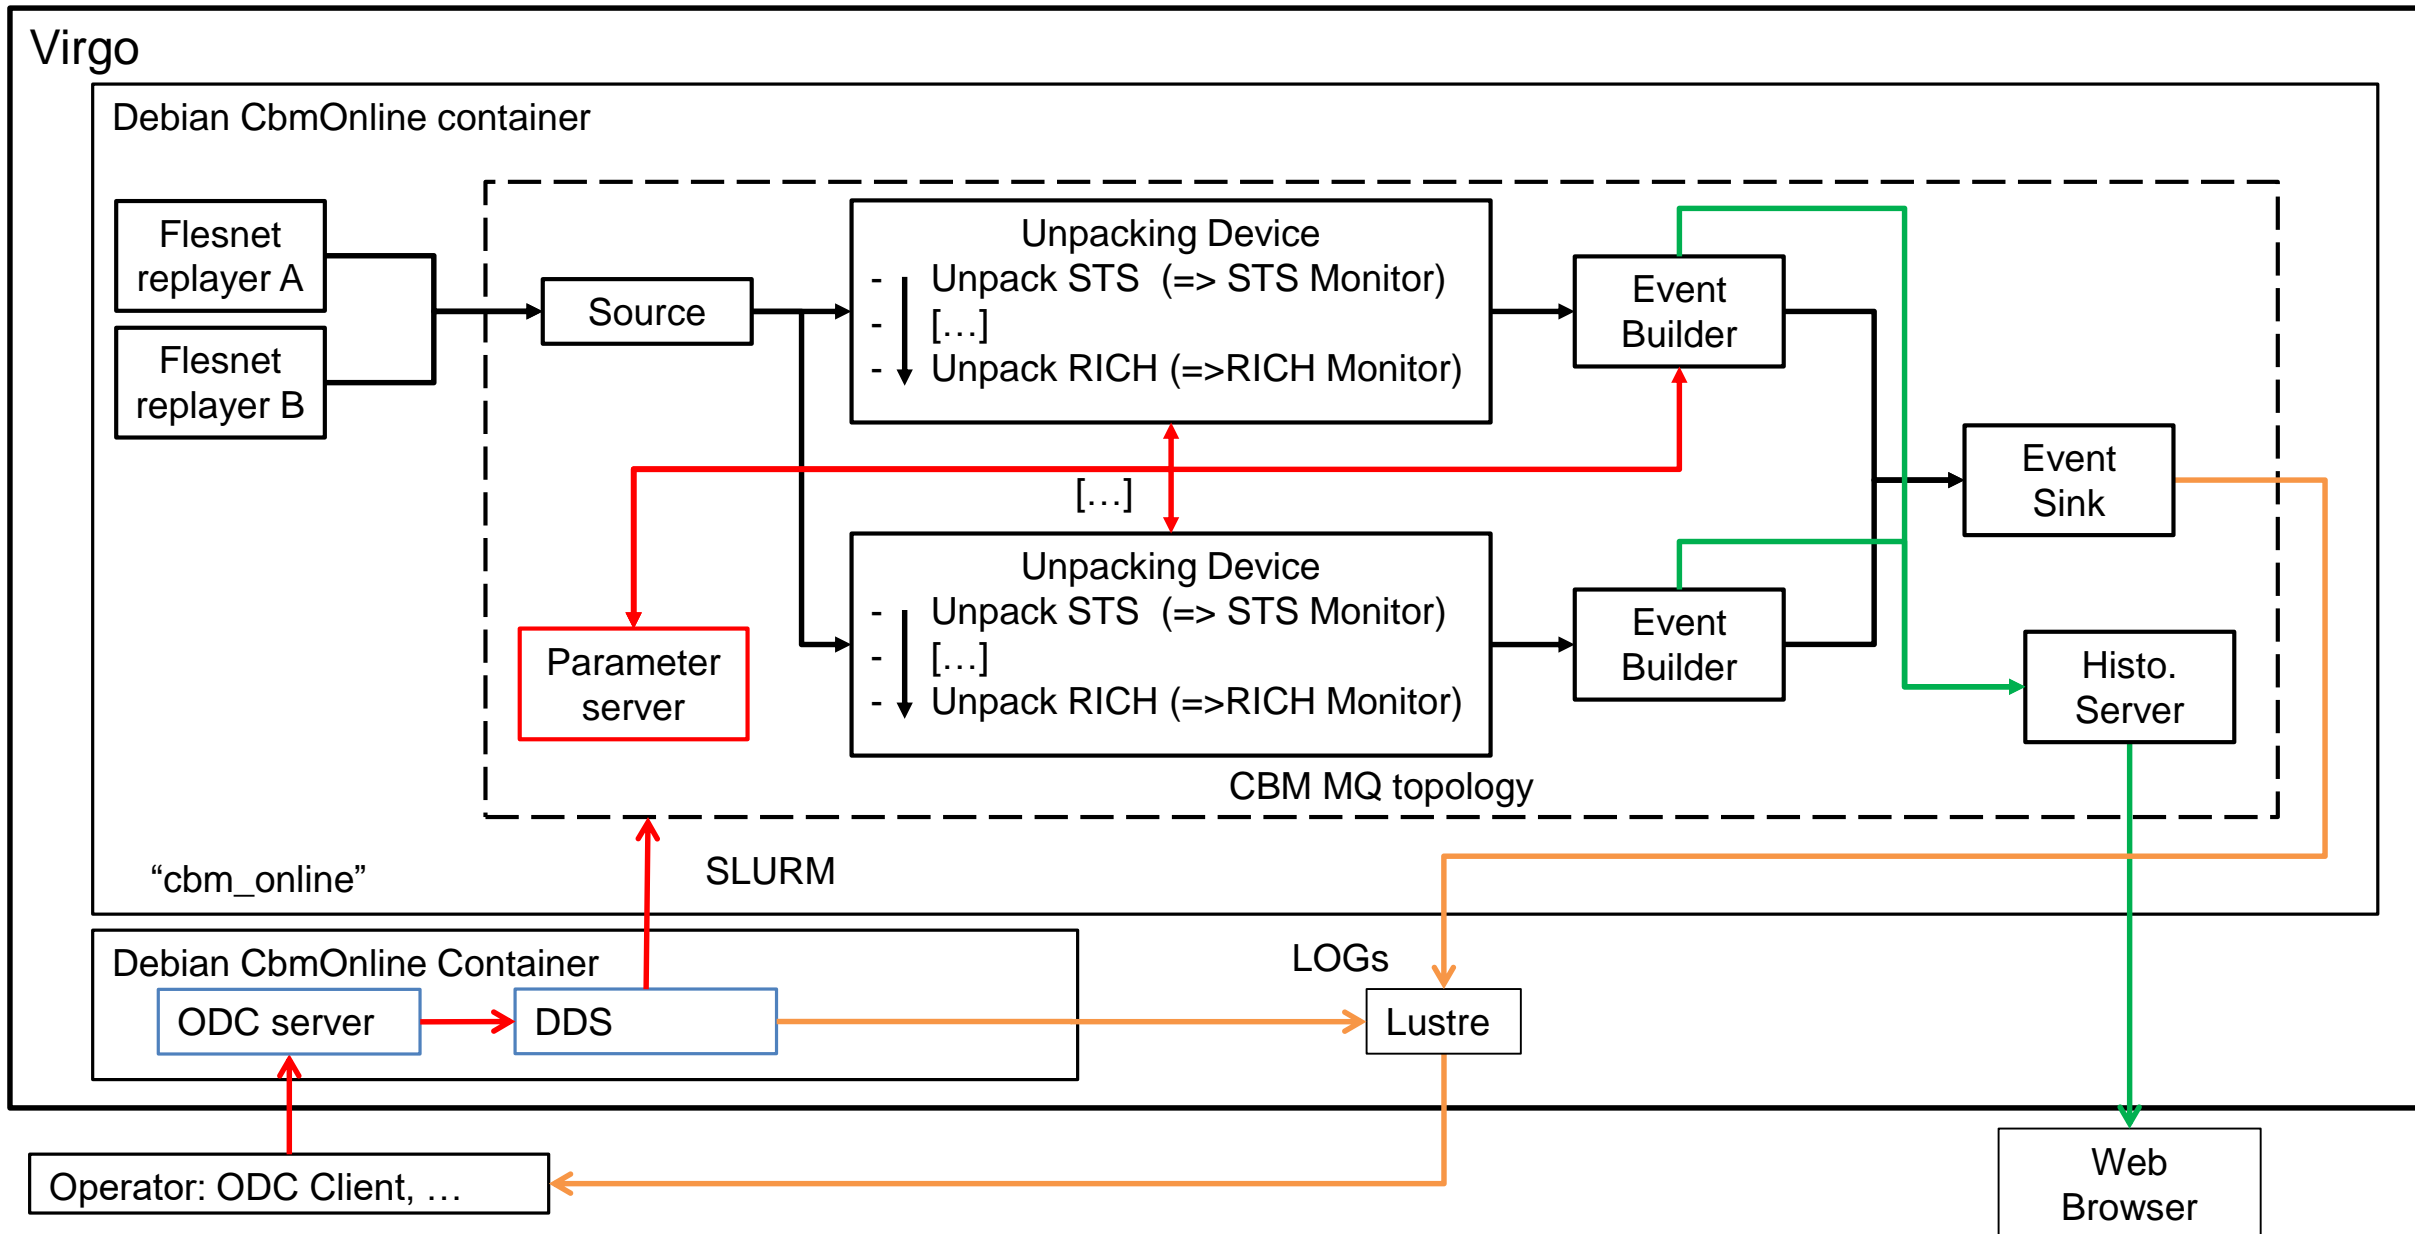 Virgo
Debian CbmOnline container
Flesnet
replayer A
Flesnet
replayer B
Source
Unpacking Device
- Unpack STS (=> STS Monitor)
- […]
- Unpack RICH (=>RICH Monitor)
Event
Builder
[…]
Event
Sink
Unpacking Device
- Unpack STS (=> STS Monitor)
- […]
- Unpack RICH (=>RICH Monitor)
Event
Builder
Parameter
server
Histo.
Server
CBM MQ topology
“cbm_online”
SLURM
Debian CbmOnline Container
ODC server
DDS
LOGs
Lustre
Operator: ODC Client, …
Web
Browser